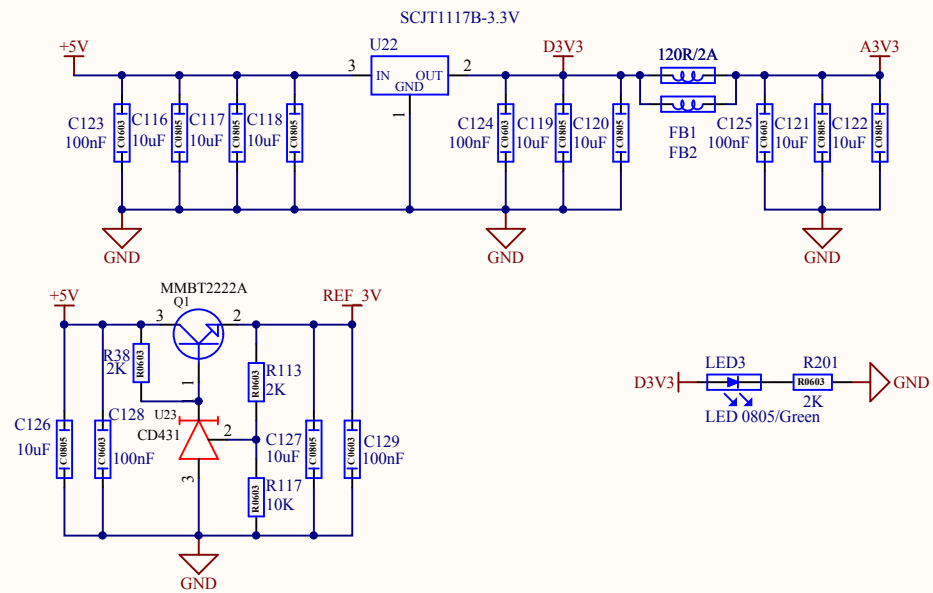 SCJT1117B-3.3V
+5V
U22
D3V3
120R/2A
A3V3
3
IN
OUT
GND
2
1
C123
100nF
C0603
C116
10uF
C0805
C117
10uF
C0805
C118
10uF
C0805
C124
100nF
C0603
C119
10uF
C0805
C120
10uF
C0805
FB1
FB2
C125
100nF
C0603
C121
10uF
C0805
C122
10uF
C0805
GND
GND
GND
+5V
MMBT2222A
Q1
REF_3V
3
2
1
R38
2K
R0603
R113
2K
R0603
U23
CD431
2
3
C126
10uF
C0805
C128
100nF
C0603
C127
10uF
C0805
C129
100nF
C0603
R117
10K
R0603
GND
LED3
R201
D3V3
R0603
GND
2K
LED 0805/Green